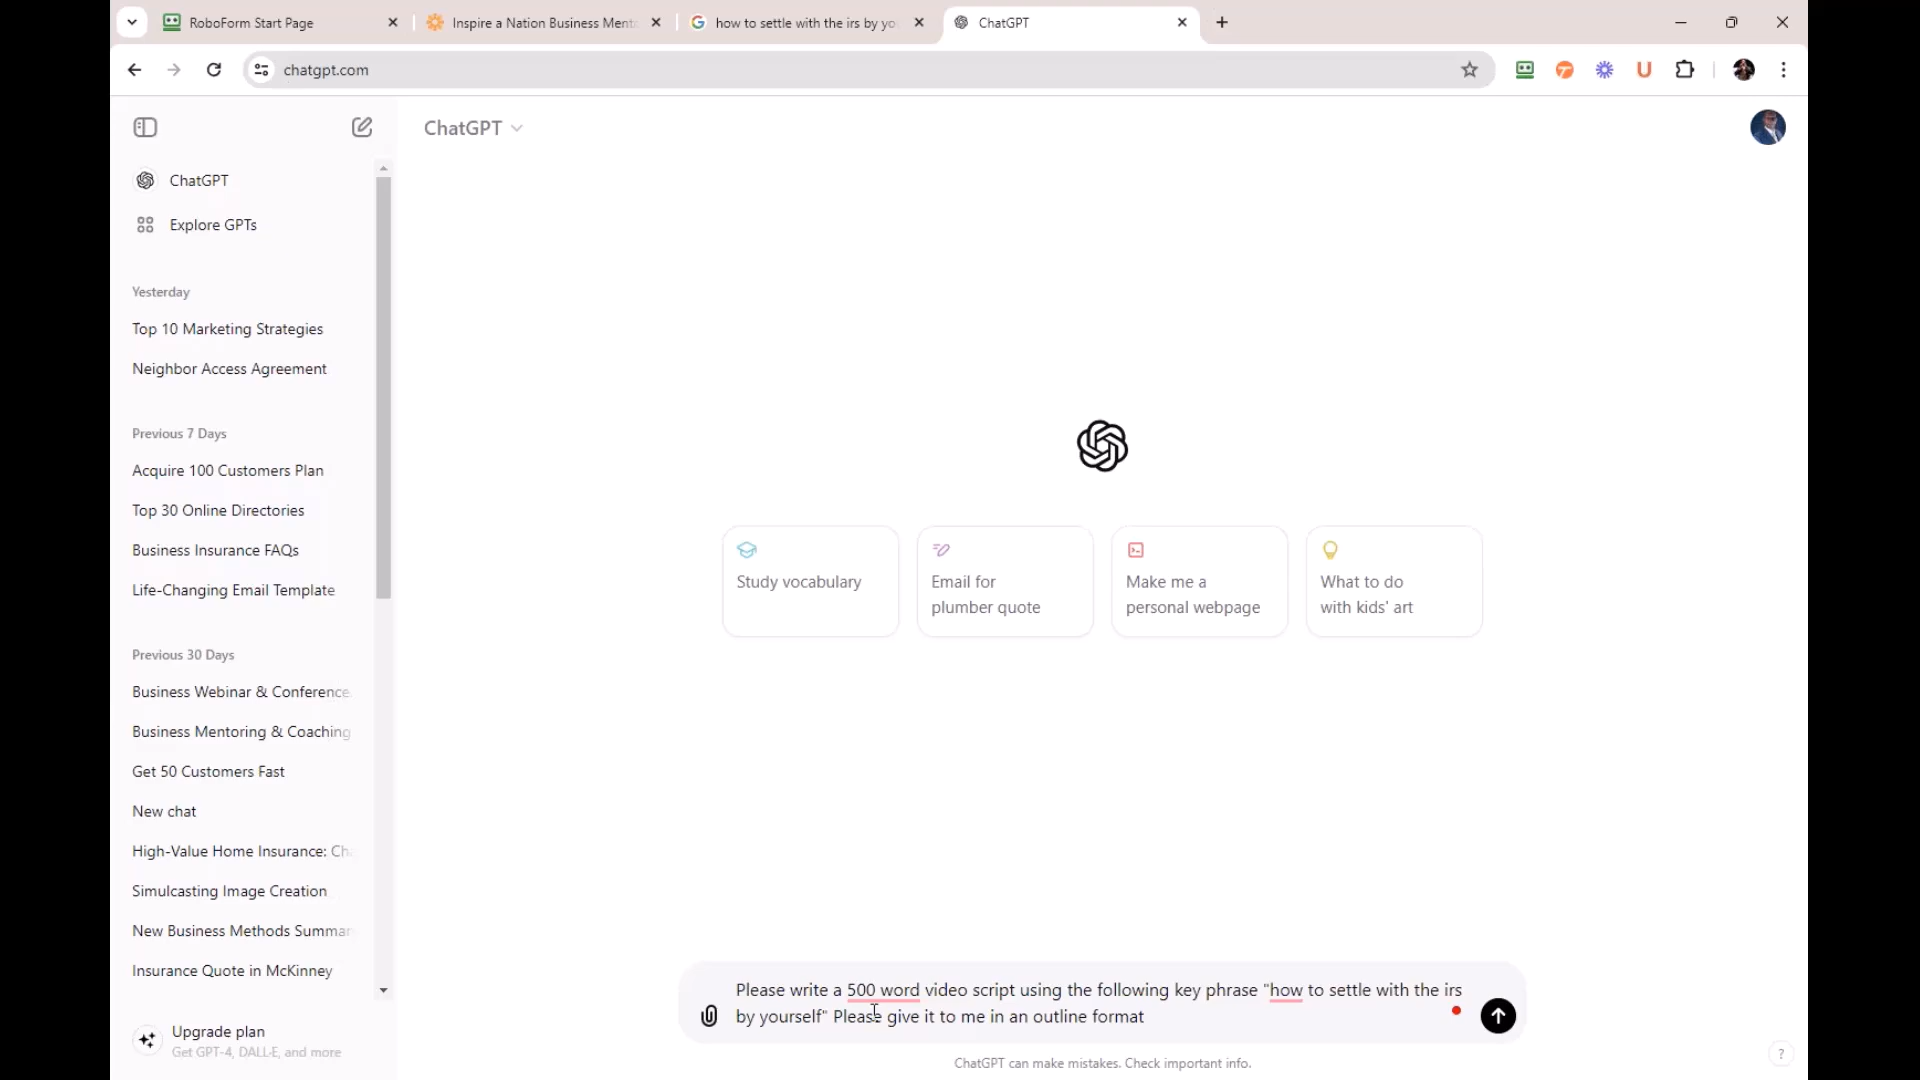 RoboForm Start Page
Inspire a Nation Business Ment
how to settle with the irs by yo
ChatGPT
chatgpt.com
ChatGPT
ChatGPT
Explore GPTs
Yesterday
Top 10 Marketing Strategies
Neighbor Access Agreement
Previous 7 Days
Acquire 100 Customers Plan
Top 30 Online Directories
Business Insurance FAQs
Life-Changing Email Template
Previous 30 Days
Business Webinar & Conference
Business Mentoring & Coaching
Get 50 Customers Fast
New chat
High-Value Home Insurance: Ch
Simulcasting Image Creation
New Business Methods Summar
Insurance Quote in McKinney
Upgrade plan
Get GPT-4, DALL·E, and more
Study vocabulary
Email for
plumber quote
Make me a
personal webpage
What to do
with kids' art
Please write a 500 word video script using the following key phrase "how to settle with the irs
by yourself" Please give it to me in an outline format
ChatGPT can make mistakes. Check important info.
?